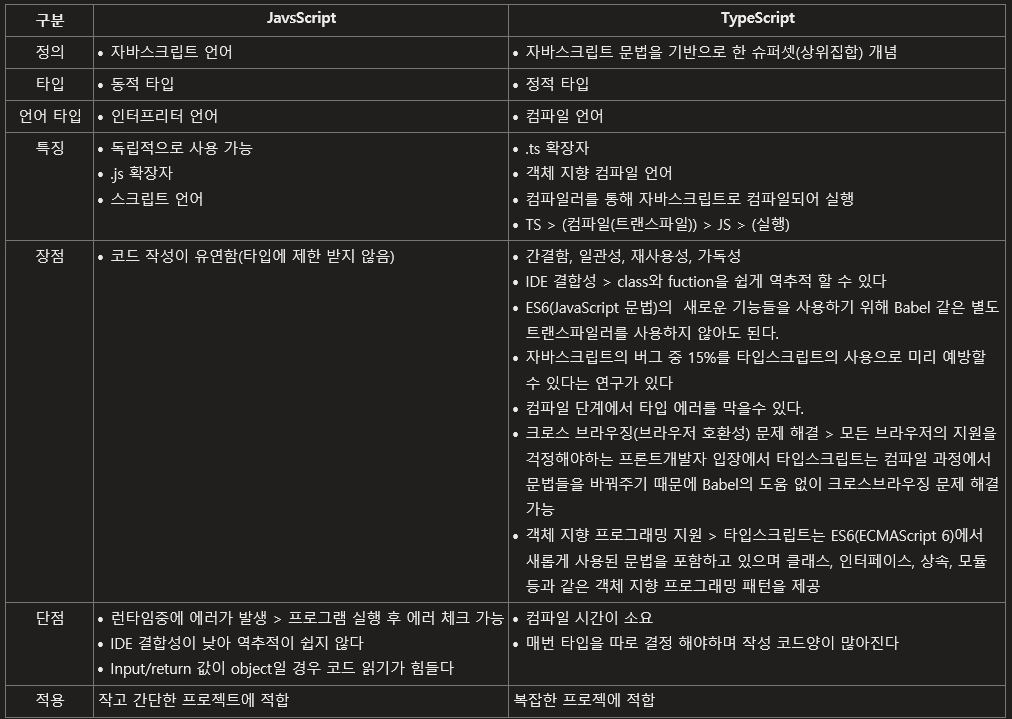 구분 JavsScript TypeScript
정의 • 자바스크립트 언어 • 자바스크립트 문법을 기반으로 한 슈퍼셋(상위집합) 개념
타입 • 동적 타입 • 정적 타입
언어 타입 • 인터프리터 언어 • 컴파일 언어
특징 • 독립적으로 사용 가능
• .js 확장자
• 스크립트 언어
• .ts 확장자
• 객체 지향 컴파일 언어
• 컴파일러를 통해 자바스크립트로 컴파일되어 실행
• TS > (컴파일(트랜스파일)) > JS > (실행)
장점 • 코드 작성이 유연함(타입에 제한 받지 않음)
• 간결함, 일관성, 재사용성, 가독성
• IDE 결합성 > class와 fuction을 쉽게 역추적 할 수 있다
• ES6(JavaScript 문법)의 새로운 기능들을 사용하기 위해 Babel 같은 별도
트랜스파일러를 사용하지 않아도 된다.
• 자바스크립트의 버그 중 15%를 타입스크립트의 사용으로 미리 예방할
수 있다는 연구가 있다
• 컴파일 단계에서 타입 에러를 막을수 있다.
• 크로스 브라우징(브라우저 호환성) 문제 해결 > 모든 브라우저의 지원을
걱정해야하는 프론트개발자 입장에서 타입스크립트는 컴파일 과정에서
문법들을 바꿔주기 때문에 Babel의 도움 없이 크로스브라우징 문제 해결
가능
• 객체 지향 프로그래밍 지원 > 타입스크립트는 ES6(ECMAScript 6)에서
새롭게 사용된 문법을 포함하고 있으며 클래스, 인터페이스, 상속, 모듈
등과 같은 객체 지향 프로그래밍 패턴을 제공
단점 • 런타임중에 에러가 발생 > 프로그램 실행 후 에러 체크 가능
• IDE 결합성이 낮아 역추적이 쉽지 않다
• Input/return 값이 object일 경우 코드 읽기가 힘들다
• 컴파일 시간이 소요
• 매번 타입을 따로 결정 해야하며 작성 코드양이 많아진다
적용 작고 간단한 프로젝트에 적합 복잡한 프로젝에 적합